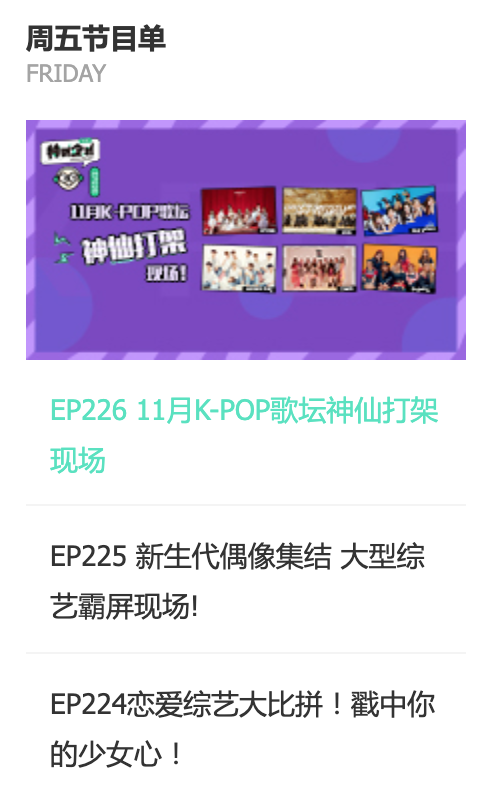 周五节目单
FRIDAY
11月K-POP歌坛
神仙打架
现场!
EP226 11月K-POP歌坛神仙打架
现场
EP225 新生代偶像集结 大型综
艺霸屏现场!
EP224恋爱综艺大比拼！戳中你
的少女心！